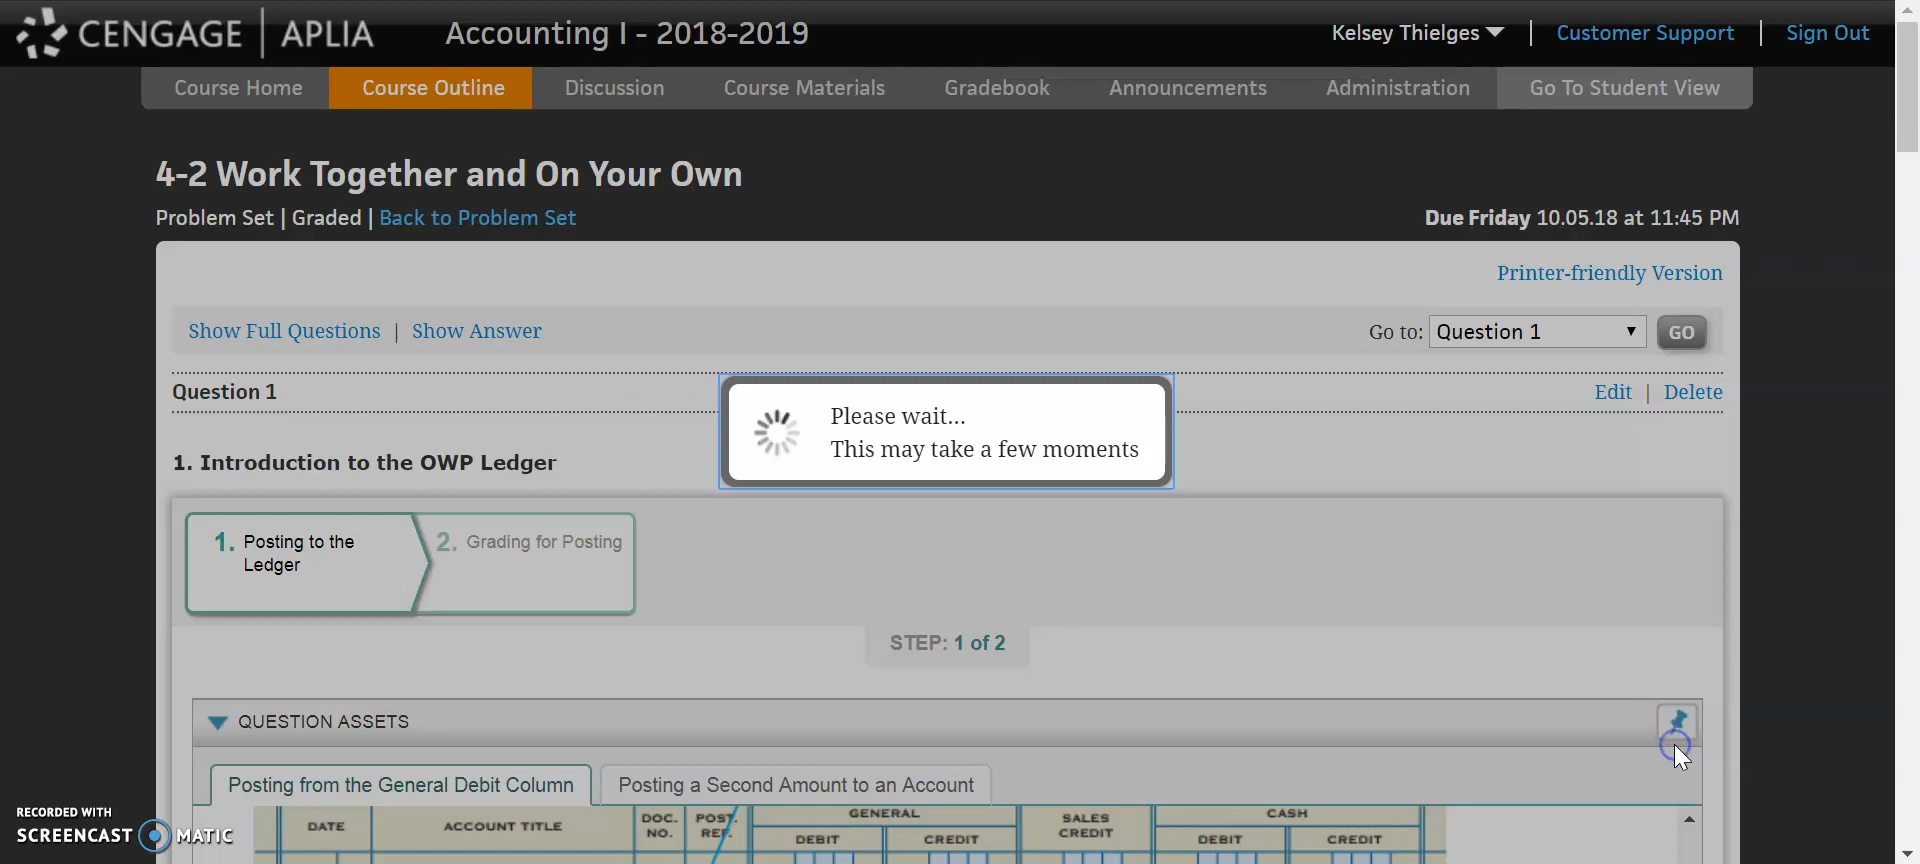 CENGAGE | APLIA
Accounting I - 2018-2019
Kelsey Thielges
Customer Support
Sign Out
Course Home
Course Outline
Discussion
Course Materials
Gradebook
Announcements
Administration
Go To Student View
4-2 Work Together and On Your Own
Problem Set | Graded | Back to Problem Set
Due Friday 10.05.18 at 11:45 PM
Printer-friendly Version
Show Full Questions | Show Answer
Go to: Question 1 GO
Question 1
Edit | Delete
Please wait...
This may take a few moments
1. Introduction to the OWP Ledger
1. Posting to the
Ledger
2. Grading for Posting
STEP: 1 of 2
QUESTION ASSETS
Posting from the General Debit Column
Posting a Second Amount to an Account
DATE
ACCOUNT TITLE
DOC.
NO.
POST.
REF.
GENERAL
DEBIT
CREDIT
SALES
CREDIT
CASH
DEBIT
CREDIT
RECORDED WITH
SCREENCAST MATIC